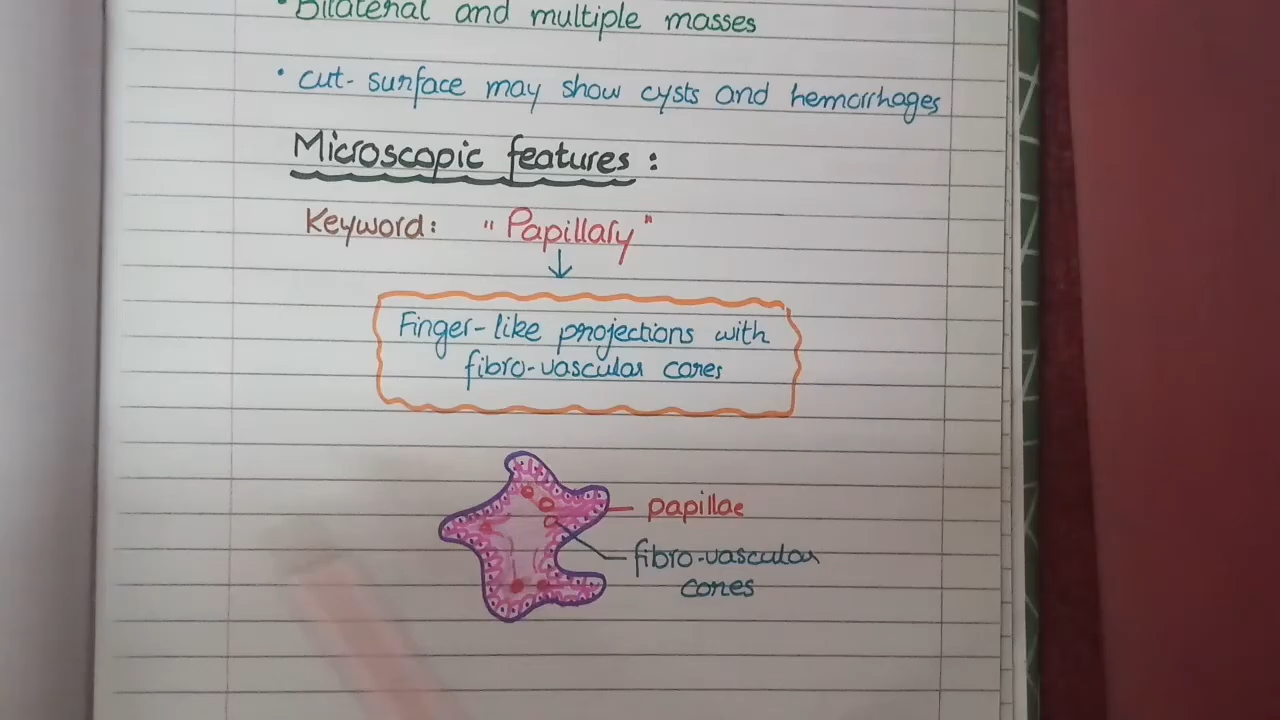 • Bilateral and multiple masses
• cut-surface may show cysts and hemorrhages
Microscopic features:
Keyword: "Papillary"
Finger-like projections with
fibro-vascular cores
papillae
fibro-vascular
cores